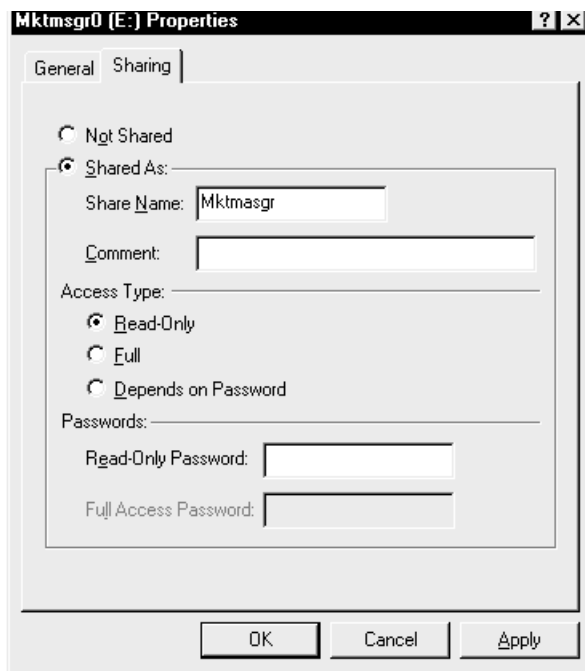 Mktmsgr0 (E:) Properties
General Sharing
Not Shared
Shared As:
Share Name: Mktmasgr
Comment:
Access Type:
Read-Only
Full
Depends on Password
Passwords:
Read-Only Password:
Full Access Password:
OK Cancel Apply